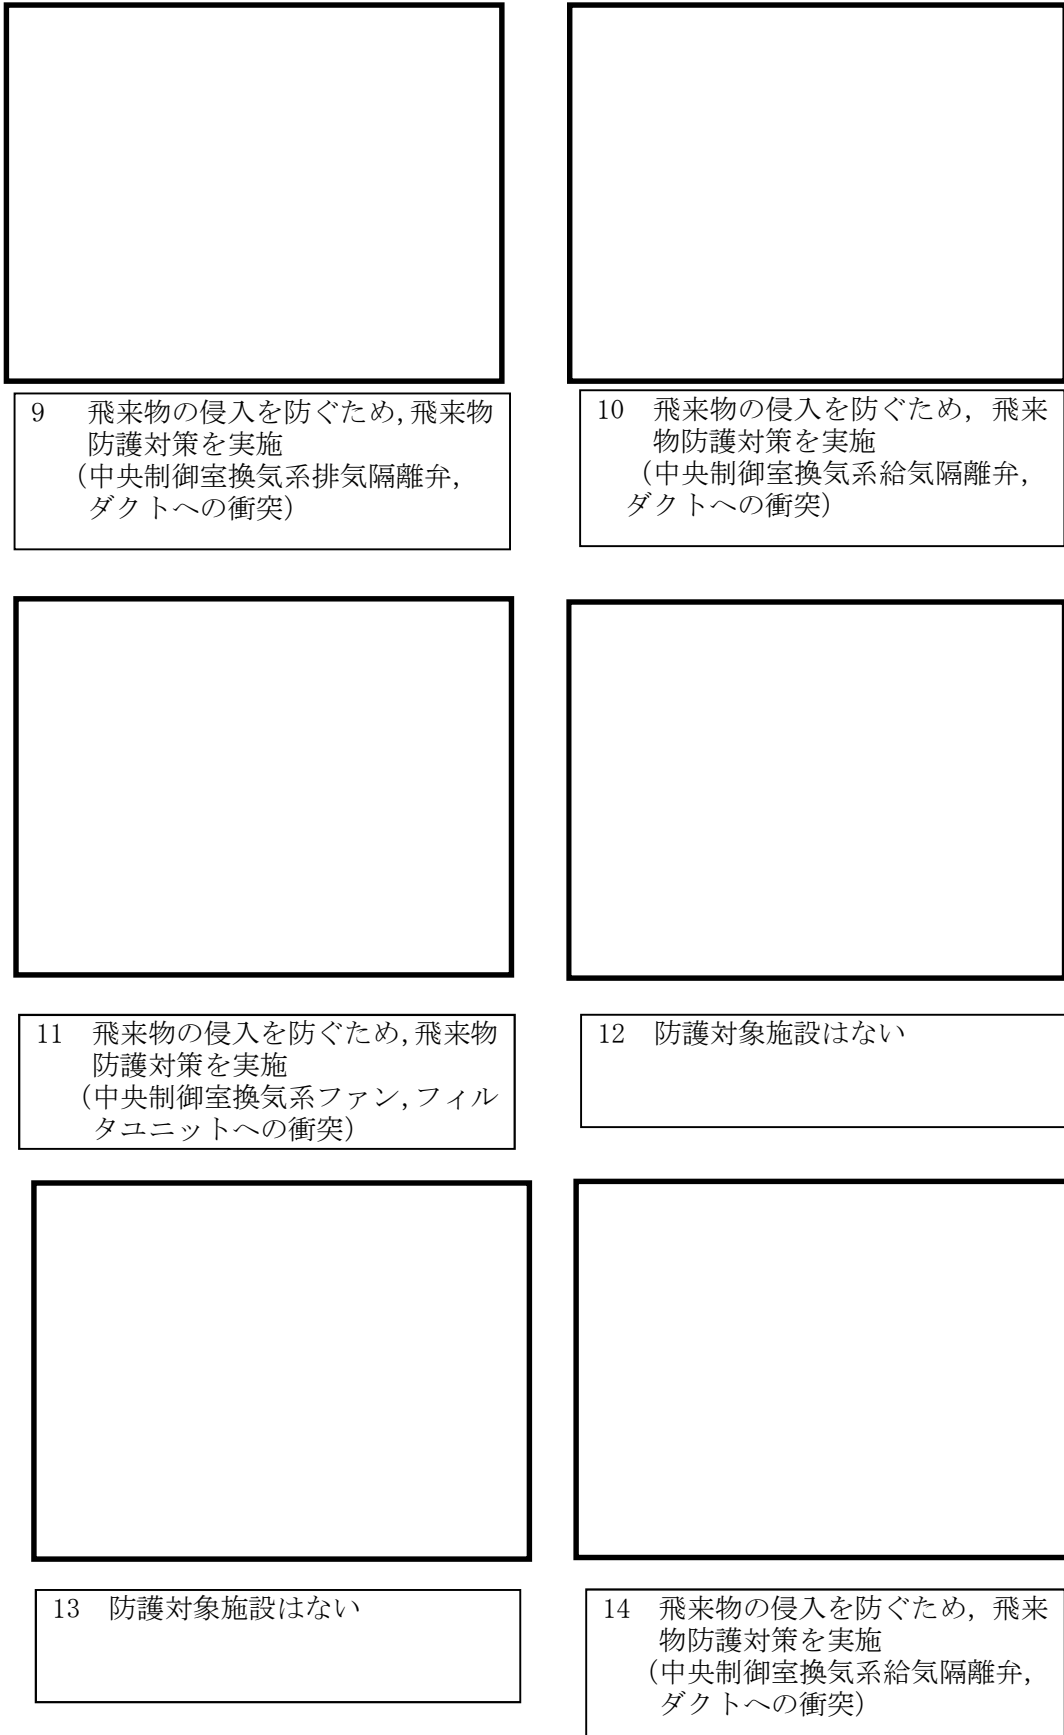 9　飛来物の侵入を防ぐため,飛来物
防護対策を実施
(中央制御室換気系排気隔離弁,
ダクトへの衝突)
10　飛来物の侵入を防ぐため, 飛来
物防護対策を実施
(中央制御室換気系給気隔離弁,
ダクトへの衝突)
11　飛来物の侵入を防ぐため,飛来物
防護対策を実施
(中央制御室換気系ファン,フィル
タユニットへの衝突)
12　防護対象施設はない
13　防護対象施設はない
14　飛来物の侵入を防ぐため, 飛来
物防護対策を実施
(中央制御室換気系給気隔離弁,
ダクトへの衝突)